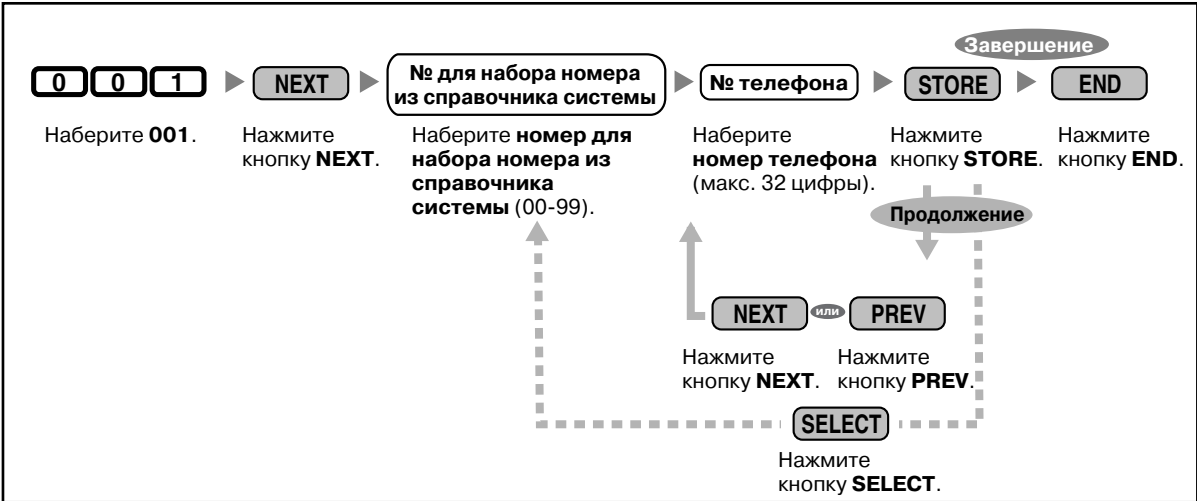 Завершение
0 0 1 NEXT № для набора номера из справочника системы № телефона STORE END
Наберите 001.
Нажмите
кнопку NEXT.
Наберите номер для
набора номера из
справочника
системы (00-99).
Наберите
номер телефона
(макс. 32 цифры).
Нажмите
кнопку STORE.
Нажмите
кнопку END.
Продолжение
NEXT или PREV
Нажмите
кнопку NEXT.
Нажмите
кнопку PREV.
SELECT
Нажмите
кнопку SELECT.